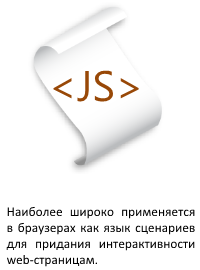 <JS>
Наиболее широко применяется
в браузерах как язык сценариев
для придания интерактивности
web-страницам.